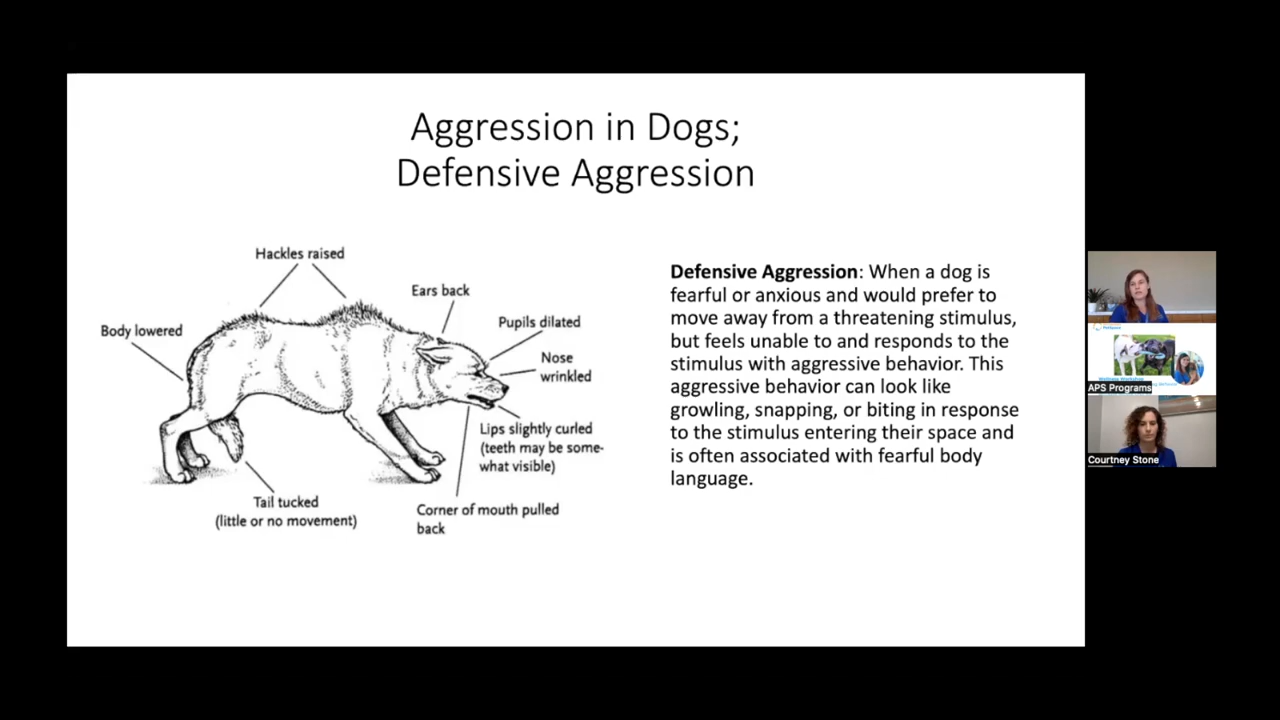 Aggression in Dogs;
Defensive Aggression
Hackles raised
Ears back
Body lowered
Pupils dilated
Nose
wrinkled
Lips slightly curled
(teeth may be some-
what visible)
Tail tucked
(little or no movement)
Corner of mouth pulled
back
Defensive Aggression: When a dog is
fearful or anxious and would prefer to
move away from a threatening stimulus,
but feels unable to and responds to the
stimulus with aggressive behavior. This
aggressive behavior can look like
growling, snapping, or biting in response
to the stimulus entering their space and
is often associated with fearful body
language.
APS Programs
Courtney Stone